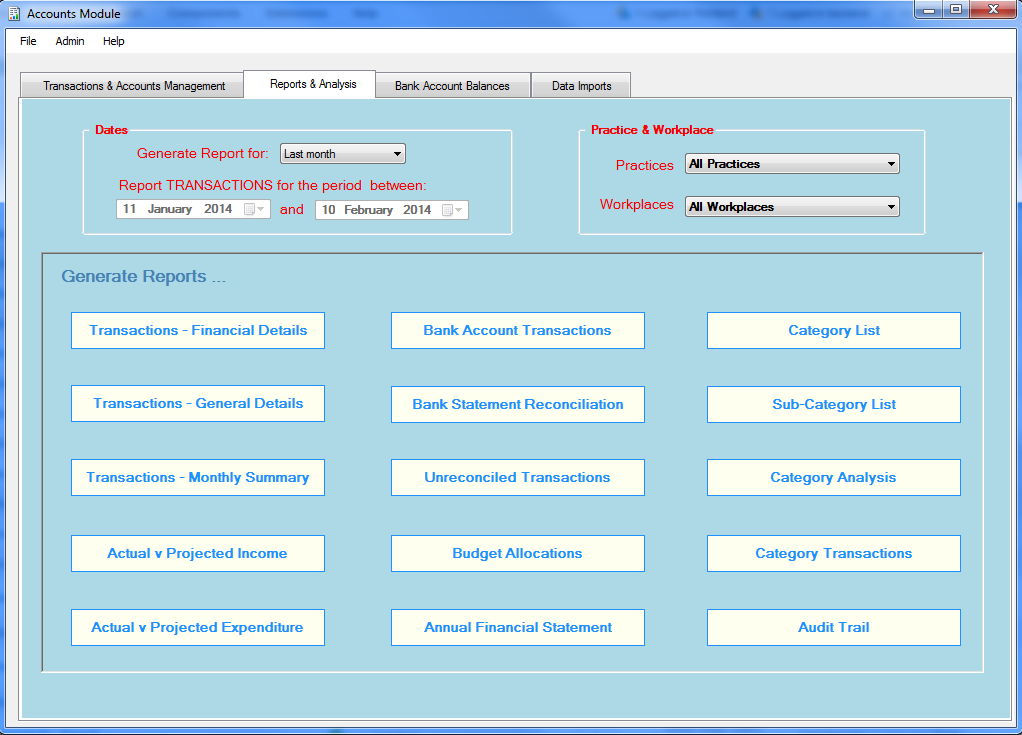 Accounts Module
File Admin Help
Transactions & Accounts Management Reports & Analysis Bank Account Balances Data Imports
Dates
Generate Report for: Last month
Report TRANSACTIONS for the period between:
11 January 2014 and 10 February 2014
Practice & Workplace
Practices All Practices
Workplaces All Workplaces
Generate Reports ...
Transactions - Financial Details Bank Account Transactions Category List
Transactions - General Details Bank Statement Reconciliation Sub-Category List
Transactions - Monthly Summary Unreconciled Transactions Category Analysis
Actual v Projected Income Budget Allocations Category Transactions
Actual v Projected Expenditure Annual Financial Statement Audit Trail